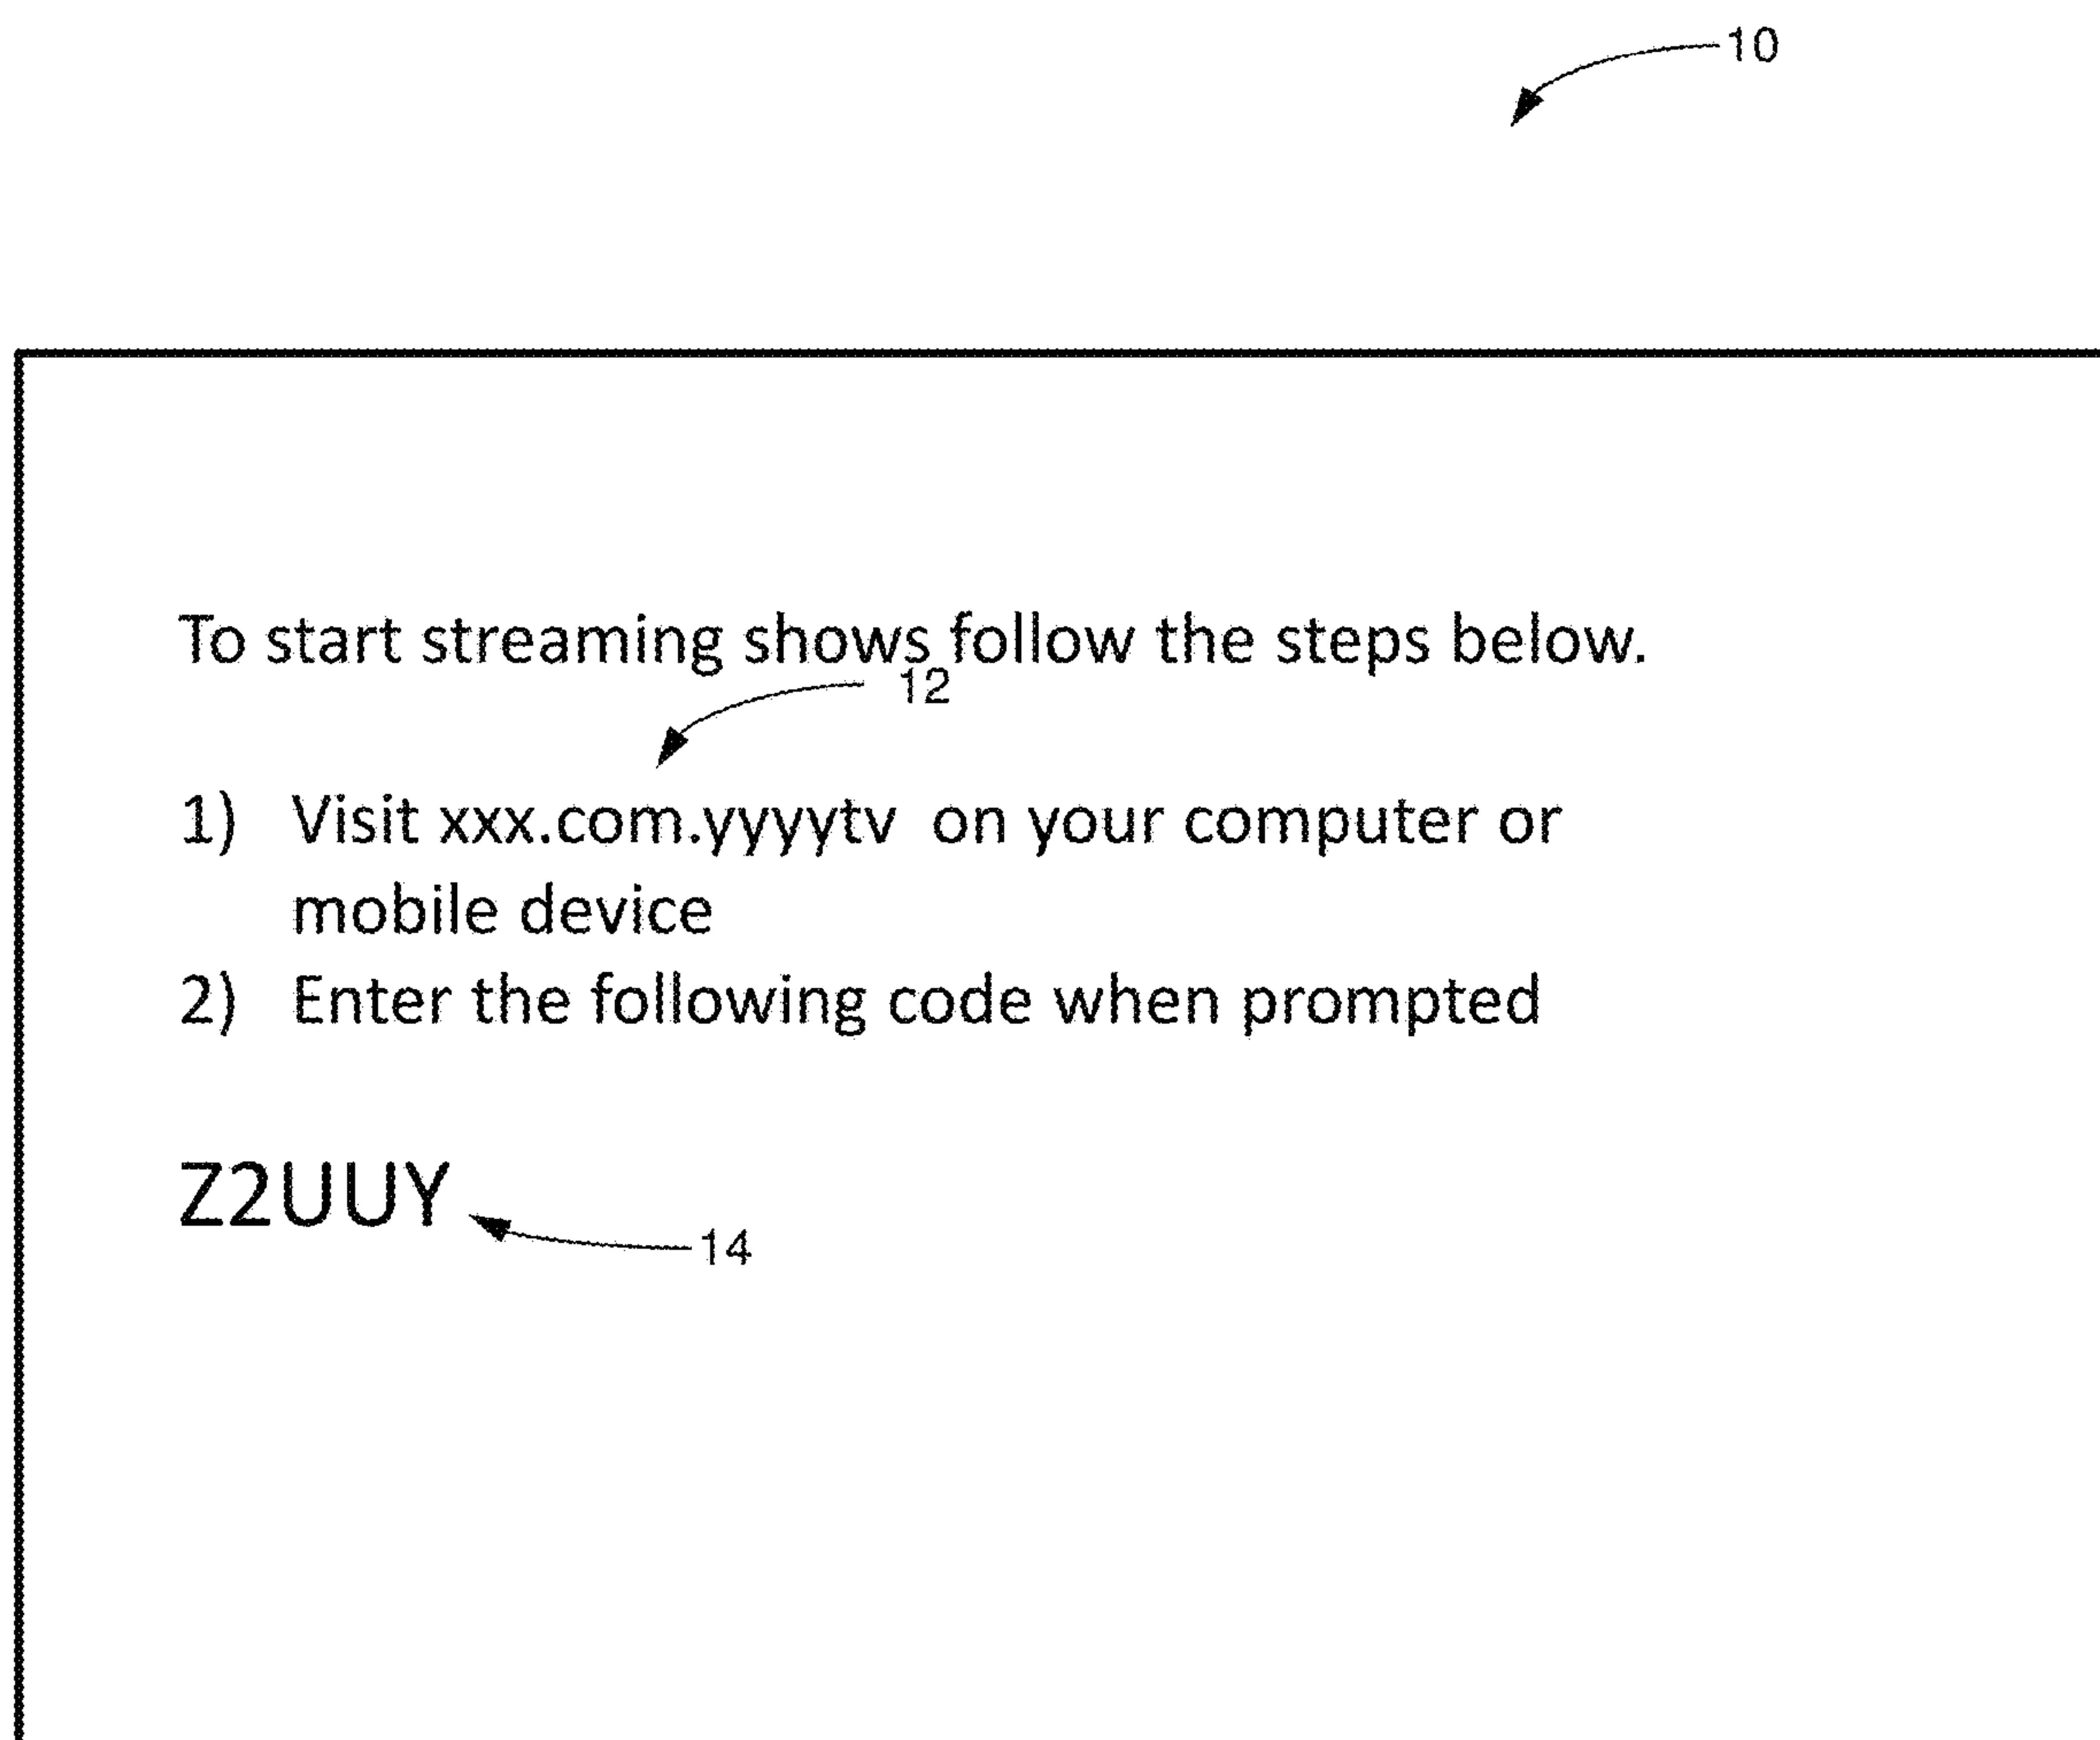 10
To start streaming shows follow the steps below.
12
1) Visit xxx.com.yyyytv on your computer or
mobile device
2) Enter the following code when prompted
Z2UUY
14